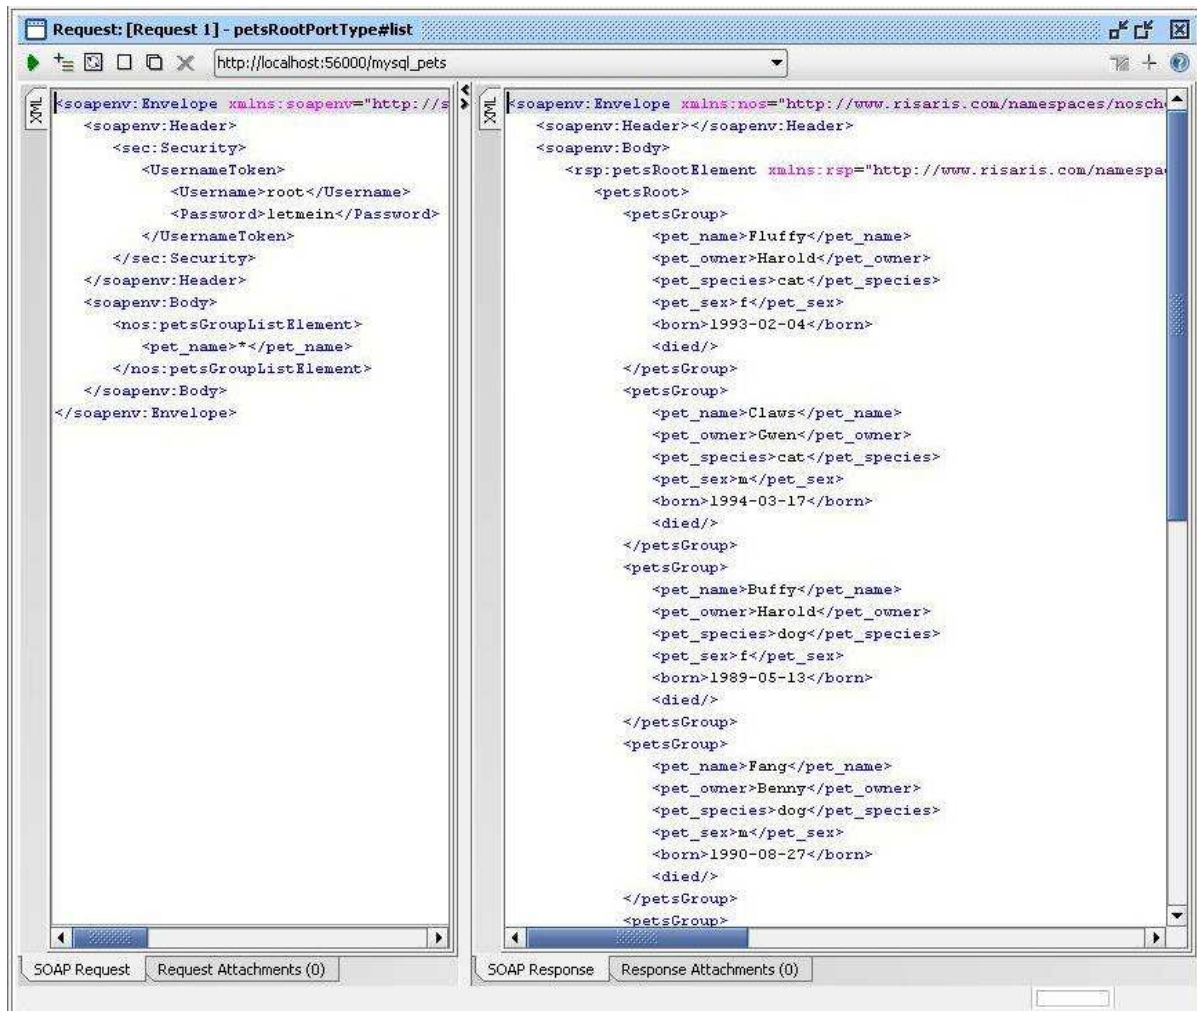 Request: [Request 1] - petsRootPortType#list
http://localhost:56000/mysql_pets
XML
<soapenv:Envelope xmlns:soapenv="http://s
<soapenv:Header>
<sec:Security>
<UsernameToken>
<Username>root</Username>
<Password>letmein</Password>
</UsernameToken>
</sec:Security>
</soapenv:Header>
<soapenv:Body>
<nos:petsGroupListElement>
<pet_name>*</pet_name>
</nos:petsGroupListElement>
</soapenv:Body>
</soapenv:Envelope>
SOAP Request
Request Attachments (0)
XML
<soapenv:Envelope xmlns:nos="http://www.risaris.com/namespaces/nosch
<soapenv:Header></soapenv:Header>
<soapenv:Body>
<rsp:petsRootElement xmlns:rsp="http://www.risaris.com/namespa
<petsRoot>
<petsGroup>
<pet_name>Fluffy</pet_name>
<pet_owner>Harold</pet_owner>
<pet_species>cat</pet_species>
<pet_sex>f</pet_sex>
<born>1993-02-04</born>
<died/>
</petsGroup>
<petsGroup>
<pet_name>Claws</pet_name>
<pet_owner>Gwen</pet_owner>
<pet_species>cat</pet_species>
<pet_sex>m</pet_sex>
<born>1994-03-17</born>
<died/>
</petsGroup>
<petsGroup>
<pet_name>Buffy</pet_name>
<pet_owner>Harold</pet_owner>
<pet_species>dog</pet_species>
<pet_sex>f</pet_sex>
<born>1989-05-13</born>
<died/>
</petsGroup>
<petsGroup>
<pet_name>Fang</pet_name>
<pet_owner>Benny</pet_owner>
<pet_species>dog</pet_species>
<pet_sex>m</pet_sex>
<born>1990-08-27</born>
<died/>
</petsGroup>
<petsGroup>
SOAP Response
Response Attachments (0)